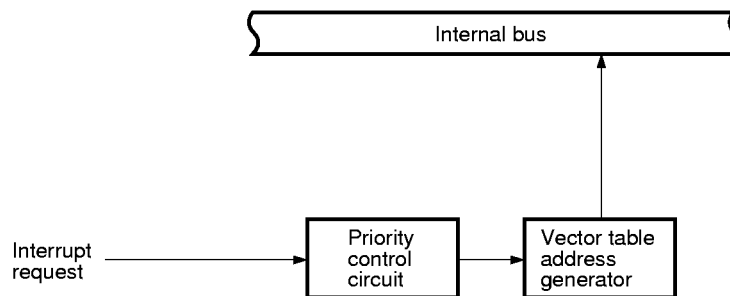 Internal bus
Interrupt
request
Priority
control
circuit
Vector table
address
generator